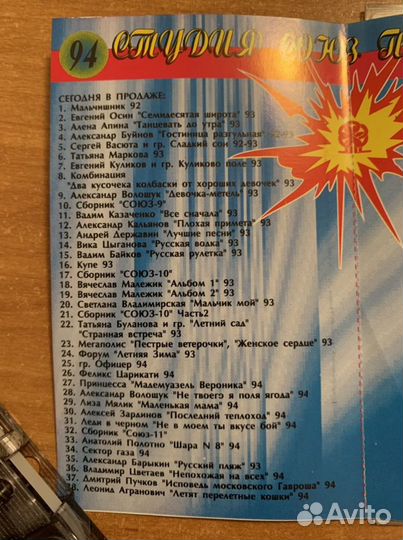 94 СТУДИЯ СОЮЗ
СЕГОДНЯ В ПРОДАЖЕ:
1. Мальчишник 92
2. Евгений Осин "Семидесятая широта" 93
3. Алена Апина "Танцевать до утра" 93
4. Александр Буйнов "Гостиница разгульная" 92-93
5. Сергей Васюта и гр. Сладкий сон 92-93
6. Татьяна Маркова 93
7. Евгений Куликов и гр. Куликово поле 93
8. Комбинация
"Два кусочека колбаски от хороших девочек" 93
9. Александр Волошук "Девочка-метель" 93
10. Сборник "СОЮЗ-9"
11. Вадим Казаченко "Все сначала" 93
12. Александр Кальянов "Плохая примета" 93
13. Андрей Державин "Лучшие песни" 93
14. Вика Цыганова "Русская водка" 93
15. Вадим Байков "Русская рулетка" 93
16. Купе 93
17. Сборник "СОЮЗ-10"
18. Вячеслав Малежик "Альбом 1" 93
19. Вячеслав Малежик "Альбом 2" 93
20. Светлана Владимирская "Мальчик мой" 93
21. Сборник "СОЮЗ-10" Часть2
22. Татьяна Буланова и гр. "Летний сад"
"Странная встреча" 93
23. Мегаполис "Пестрые ветерочки", "Женское сердце" 93
24. Форум "Летняя Зима" 93
25. гр. Офицер 94
26. Феликс Царикати 94
27. Принцесса "Мадемуазель Вероника" 94
28. Александр Волощук "Не твоего я поля ягода" 94
29. Лиза Мялик "Маленькая мама" 94
30. Алексей Зардинов "Последний теплоход" 94
31. Леди в черном "Не в моем ты вкусе бой" 94
32. Сборник "Союз-11"
33. Анатолий Полотно "Шара N 8" 94
34. Сектор газа 94
35. Александр Барыкин "Русский пляж" 93
36. Владимир Цветаев "Непохожая на всех" 94
37. Дмитрий Пучков "Исповедь московского Гавроша" 94
38. Леонид Агранович "Летят перелетные кошки" 94
Avito